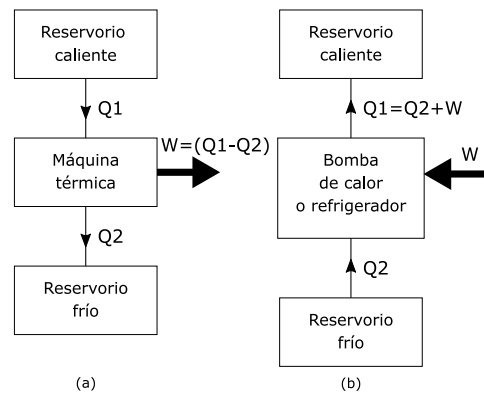 Reservorio
caliente
Q1
Máquina
térmica
W=(Q1-Q2)
Q2
Reservorio
frío
(a)
Reservorio
caliente
Q1=Q2+W
Bomba
de calor
o refrigerador
W
Q2
Reservorio
frío
(b)